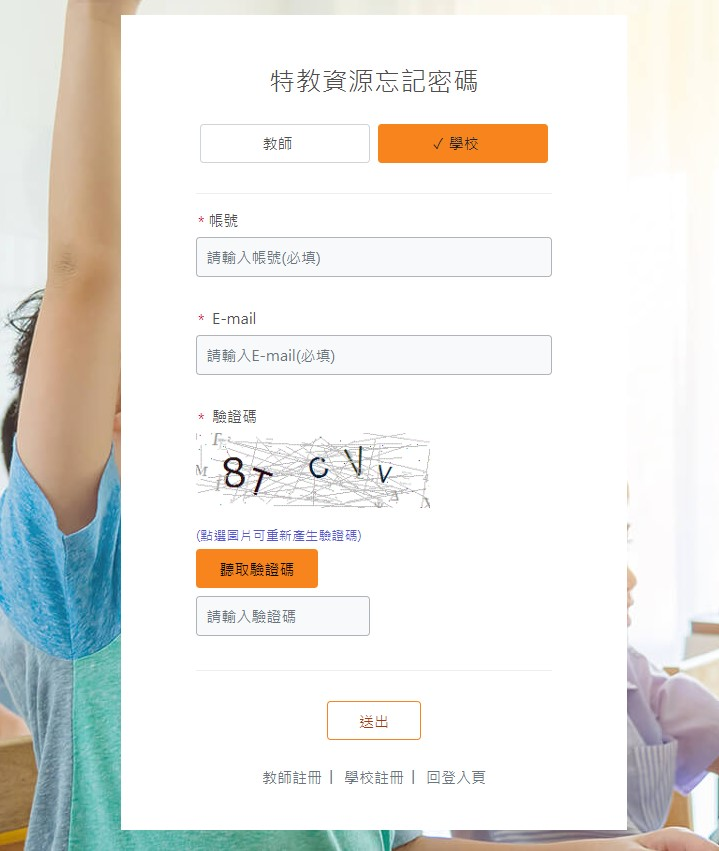 特教資源忘記密碼
教師
✓ 學校
* 帳號
請輸入帳號(必填)
* E-mail
請輸入E-mail(必填)
* 驗證碼
8T CVV
(點選圖片可重新產生驗證碼)
聽取驗證碼
請輸入驗證碼
送出
教師註冊 | 學校註冊 | 回登入頁